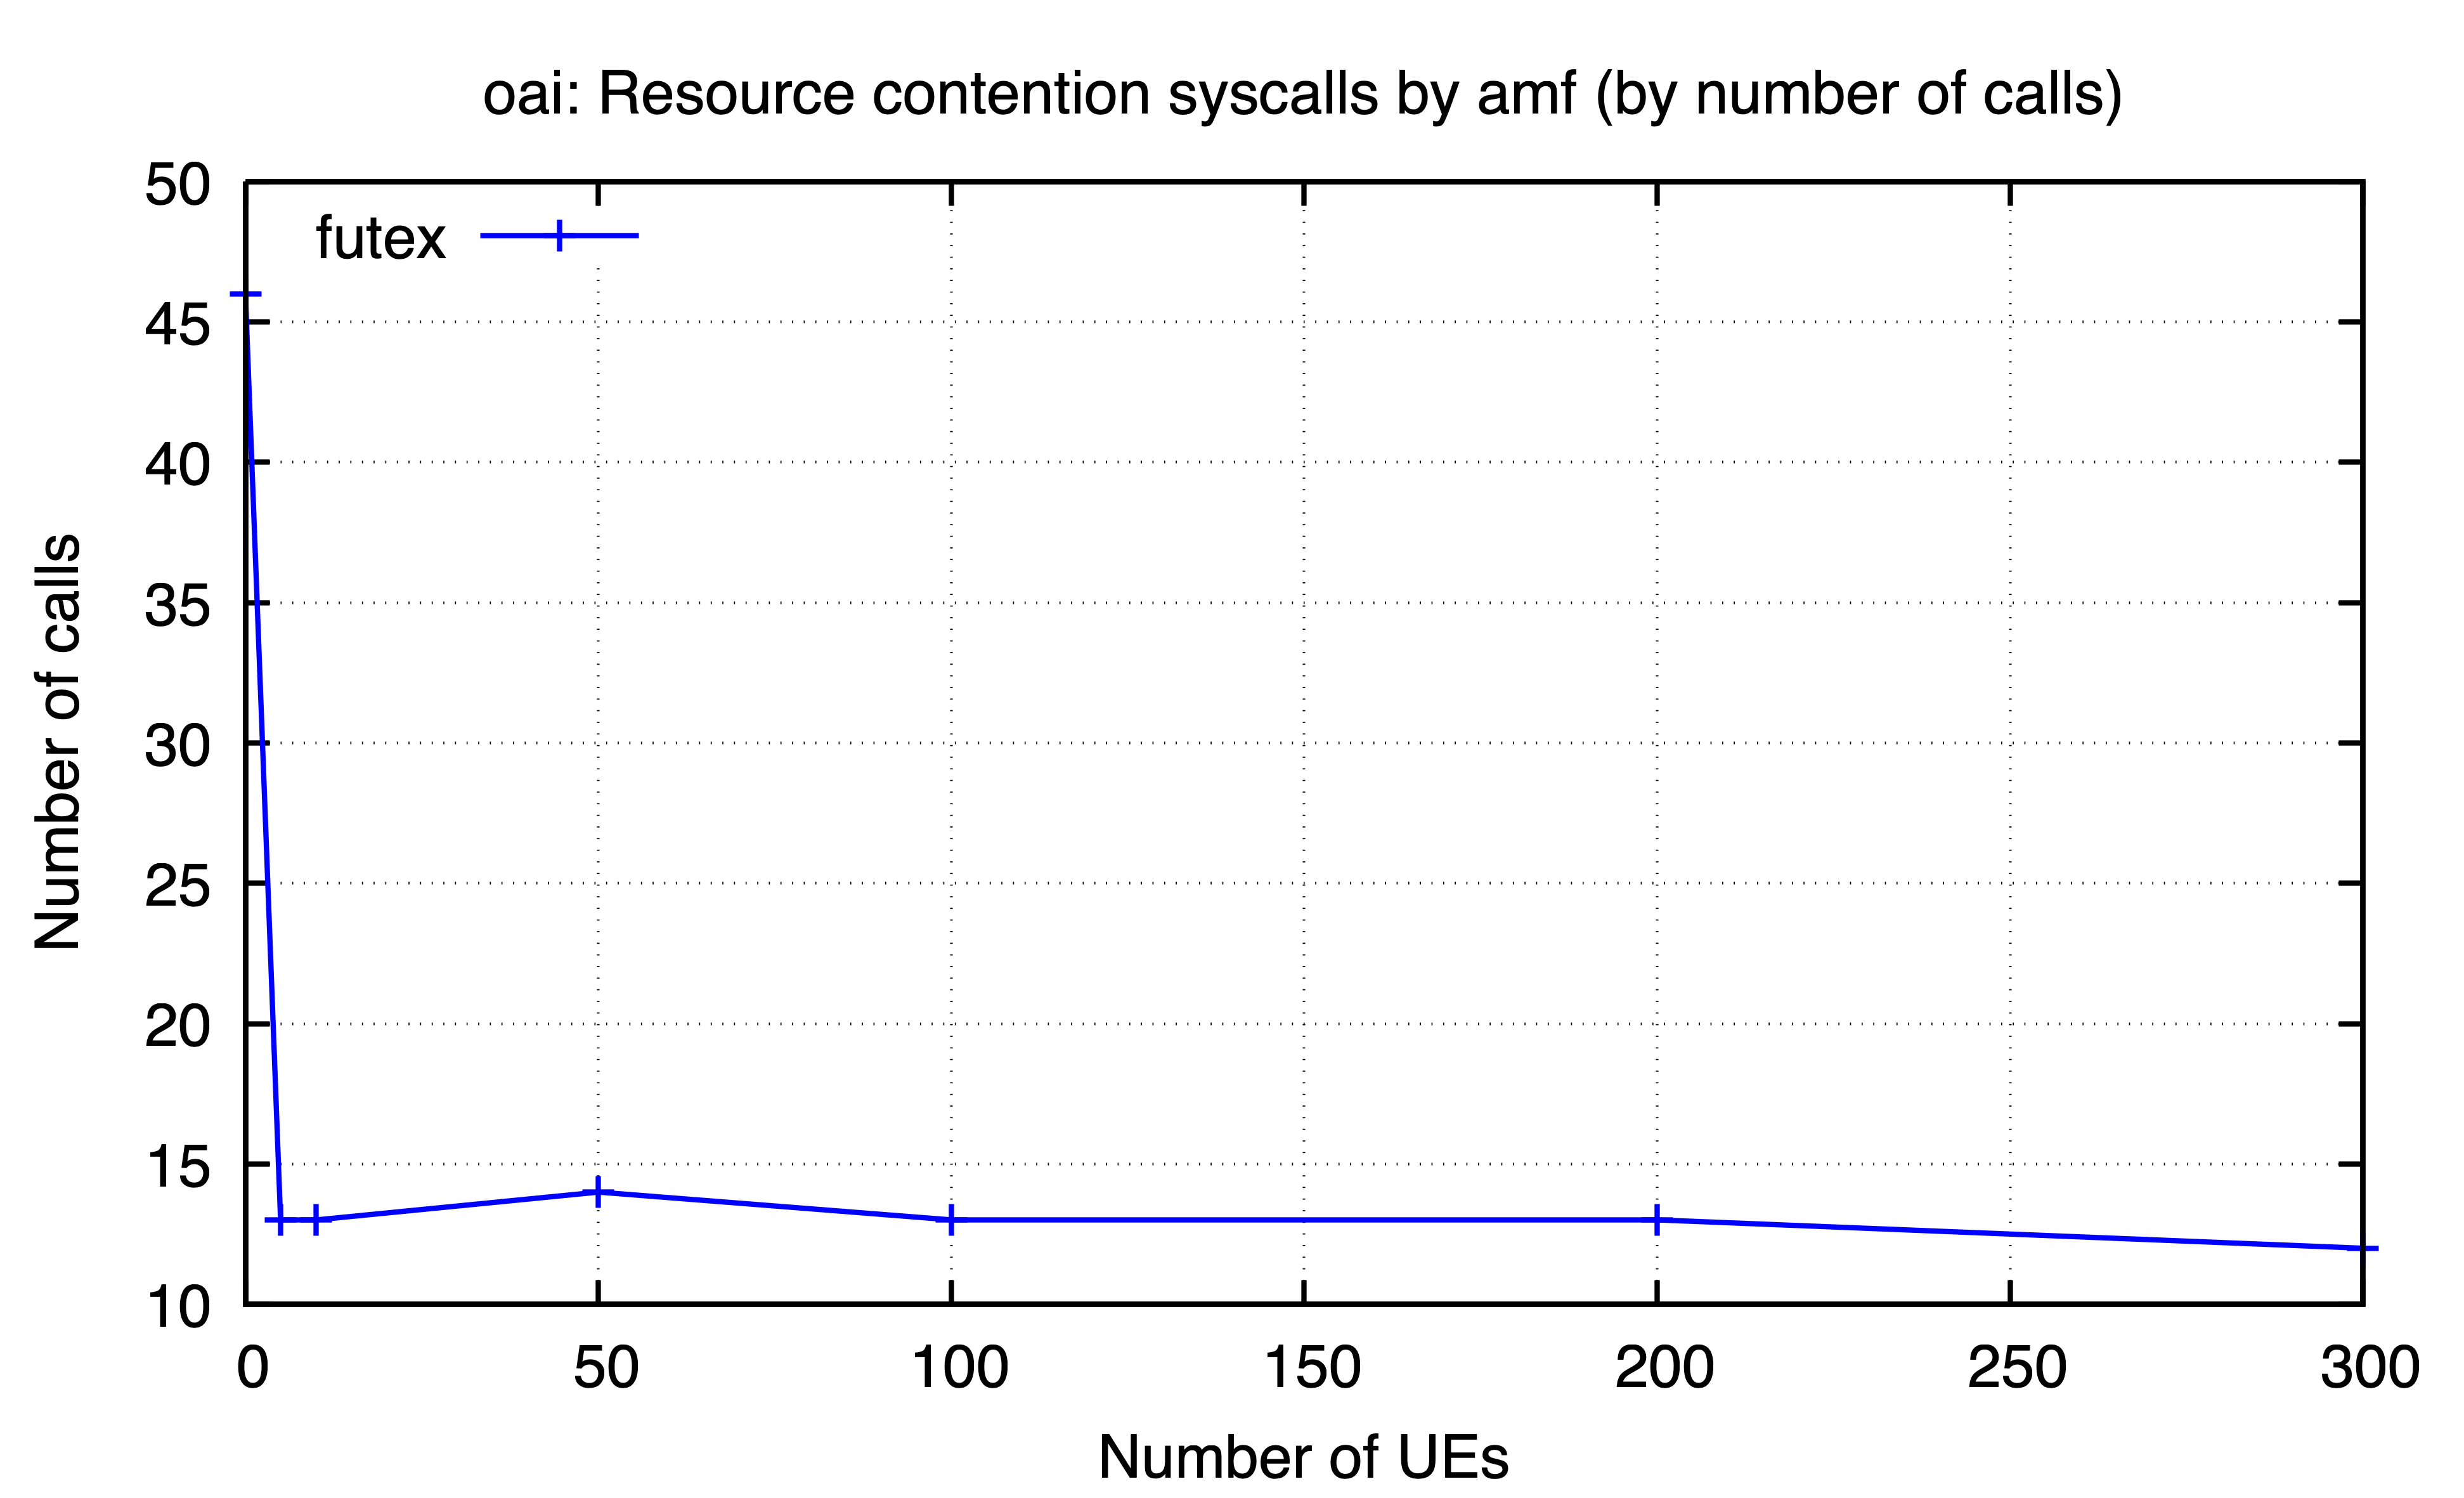 oai: Resource contention syscalls by amf (by number of calls)
futex
50
45
40
35
30
25
20
15
10
Number of calls
0 50 100 150 200 250 300
Number of UEs